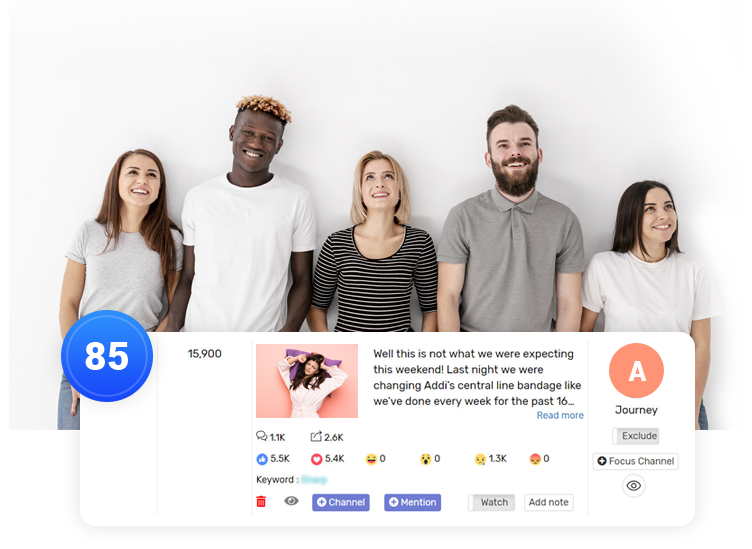 85
15,900
Well this is not what we were expecting
this weekend! Last night we were
changing Addi's central line bandage like
we've done every week for the past 16...
Read more
1.1K 2.6K
5.5K 5.4K 0 0 1.3K 0
Keyword :
Channel Mention Watch Add note
A
Journey
Exclude
Focus Channel